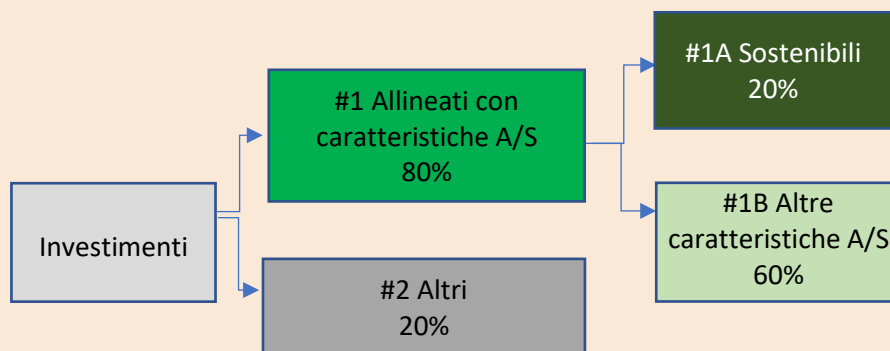 #1A Sostenibili
20%
#1 Allineati con
caratteristiche A/S
80%
Investimenti
#1B Altre
caratteristiche A/S
60%
#2 Altri
20%